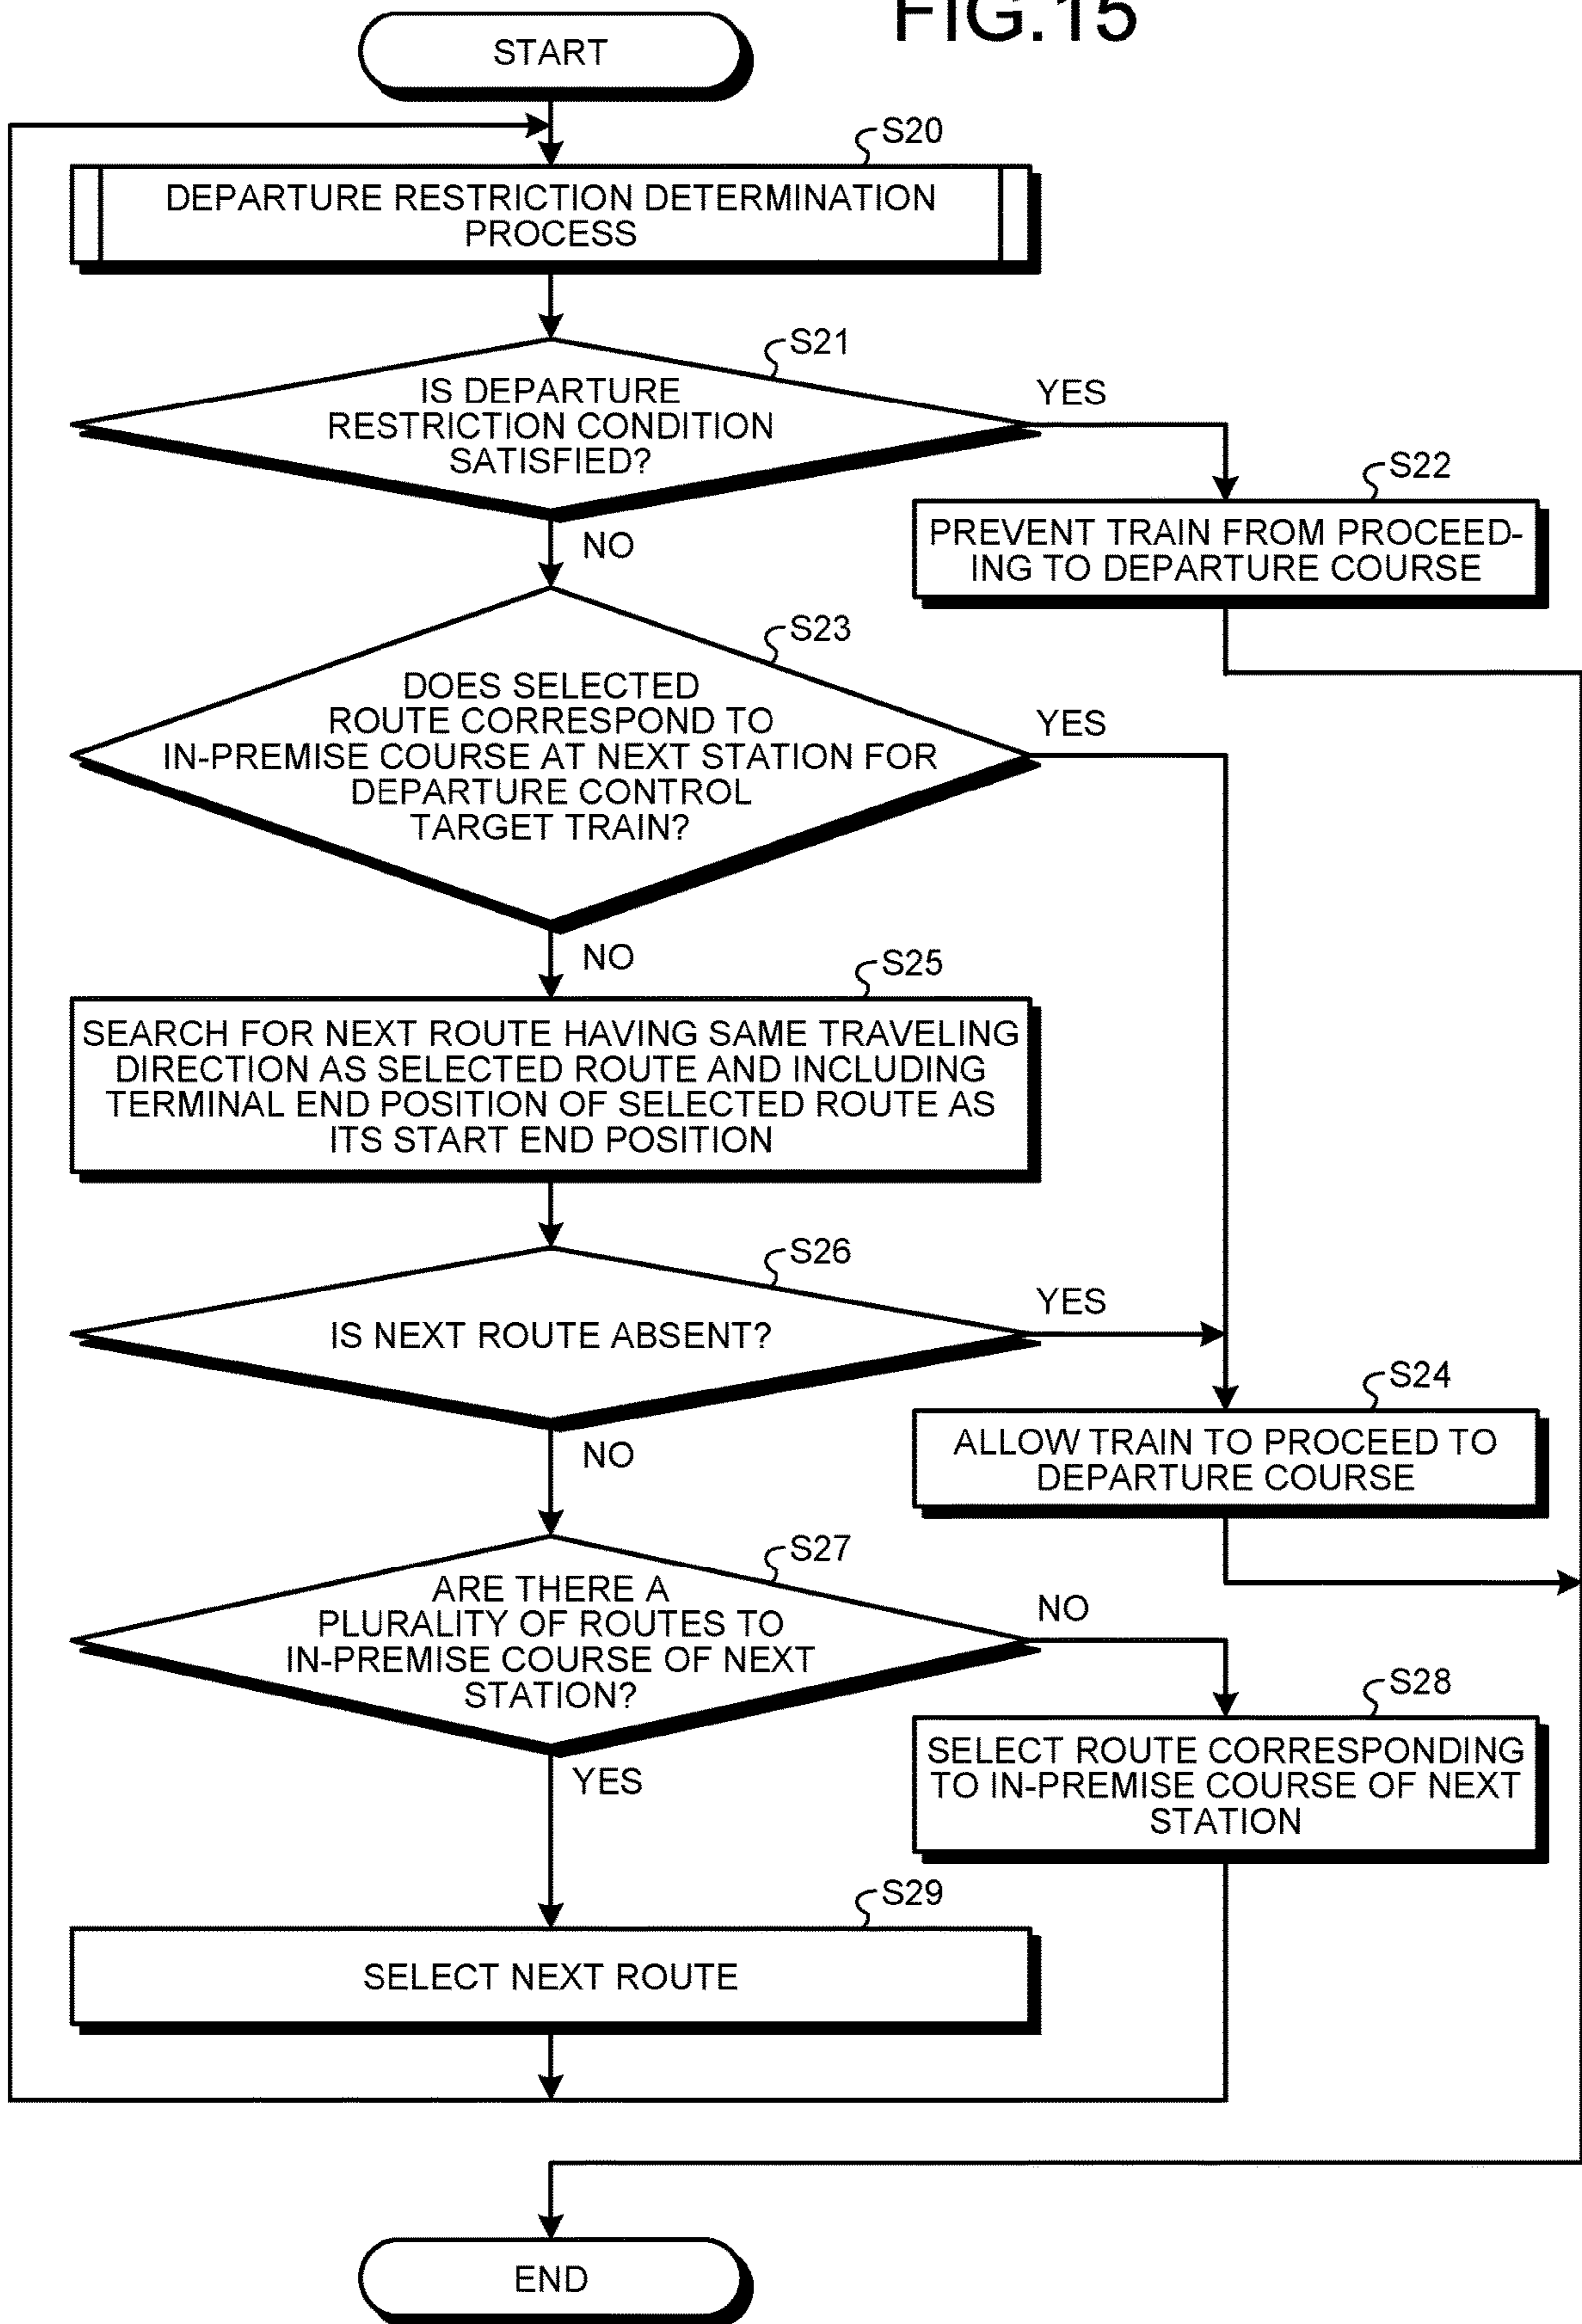 FIG.15
START
S20
DEPARTURE RESTRICTION DETERMINATION
PROCESS
S21
IS DEPARTURE
RESTRICTION CONDITION
SATISFIED?
YES
NO
S22
PREVENT TRAIN FROM PROCEED-
ING TO DEPARTURE COURSE
S23
DOES SELECTED
ROUTE CORRESPOND TO
IN-PREMISE COURSE AT NEXT STATION FOR
DEPARTURE CONTROL
TARGET TRAIN?
YES
NO
S25
SEARCH FOR NEXT ROUTE HAVING SAME TRAVELING
DIRECTION AS SELECTED ROUTE AND INCLUDING
TERMINAL END POSITION OF SELECTED ROUTE AS
ITS START END POSITION
S26
IS NEXT ROUTE ABSENT?
YES
NO
S24
ALLOW TRAIN TO PROCEED TO
DEPARTURE COURSE
S27
ARE THERE A
PLURALITY OF ROUTES TO
IN-PREMISE COURSE OF NEXT
STATION?
NO
YES
S28
SELECT ROUTE CORRESPONDING
TO IN-PREMISE COURSE OF NEXT
STATION
S29
SELECT NEXT ROUTE
END